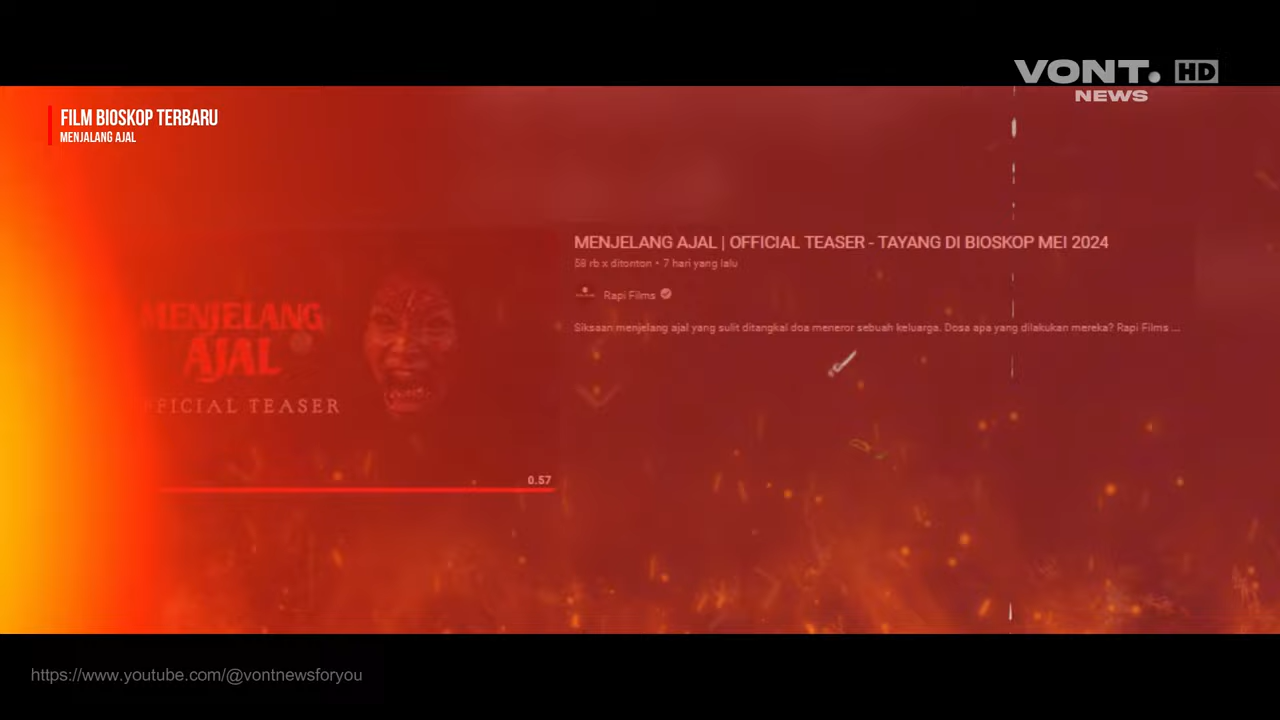 VONT. HD
NEWS
FILM BIOSKOP TERBARU
MENJALANG AJAL
MENJELANG AJAL | OFFICIAL TEASER - TAYANG DI BIOSKOP MEI 2024
58 rb x ditonton • 7 hari yang lalu
Rapi Films
Siksaan menjelang ajal yang sulit ditangkal doa meneror sebuah keluarga. Dosa apa yang dilakukan mereka? Rapi Films ...
MENJELANG
AJAL
FFICIAL TEASER
0.57
https://www.youtube.com/@vontnewsforyou